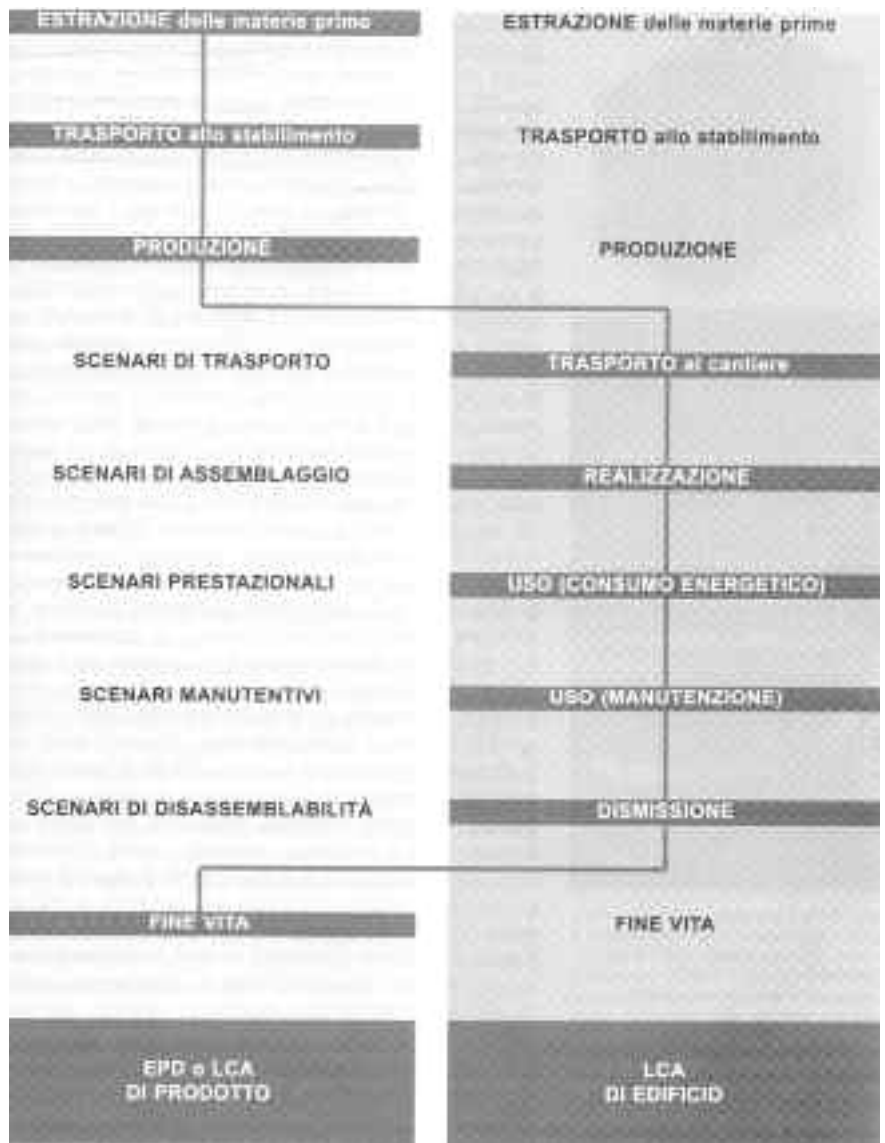 ESTRAZIONE delle materie prime
TRASPORTO allo stabilimento
PRODUZIONE
SCENARI DI TRASPORTO
SCENARI DI ASSEMBLAGGIO
SCENARI PRESTAZIONALI
SCENARI MANUTENTIVI
SCENARI DI DISASSEMBLABILITÀ
FINE VITA
EPD o LCA
DI PRODOTTO
ESTRAZIONE delle materie prime
TRASPORTO allo stabilimento
PRODUZIONE
TRASPORTO al cantiere
REALIZZAZIONE
USO (CONSUMO ENERGETICO)
USO (MANUTENZIONE)
DISMISSIONE
FINE VITA
LCA
DI EDIFICIO